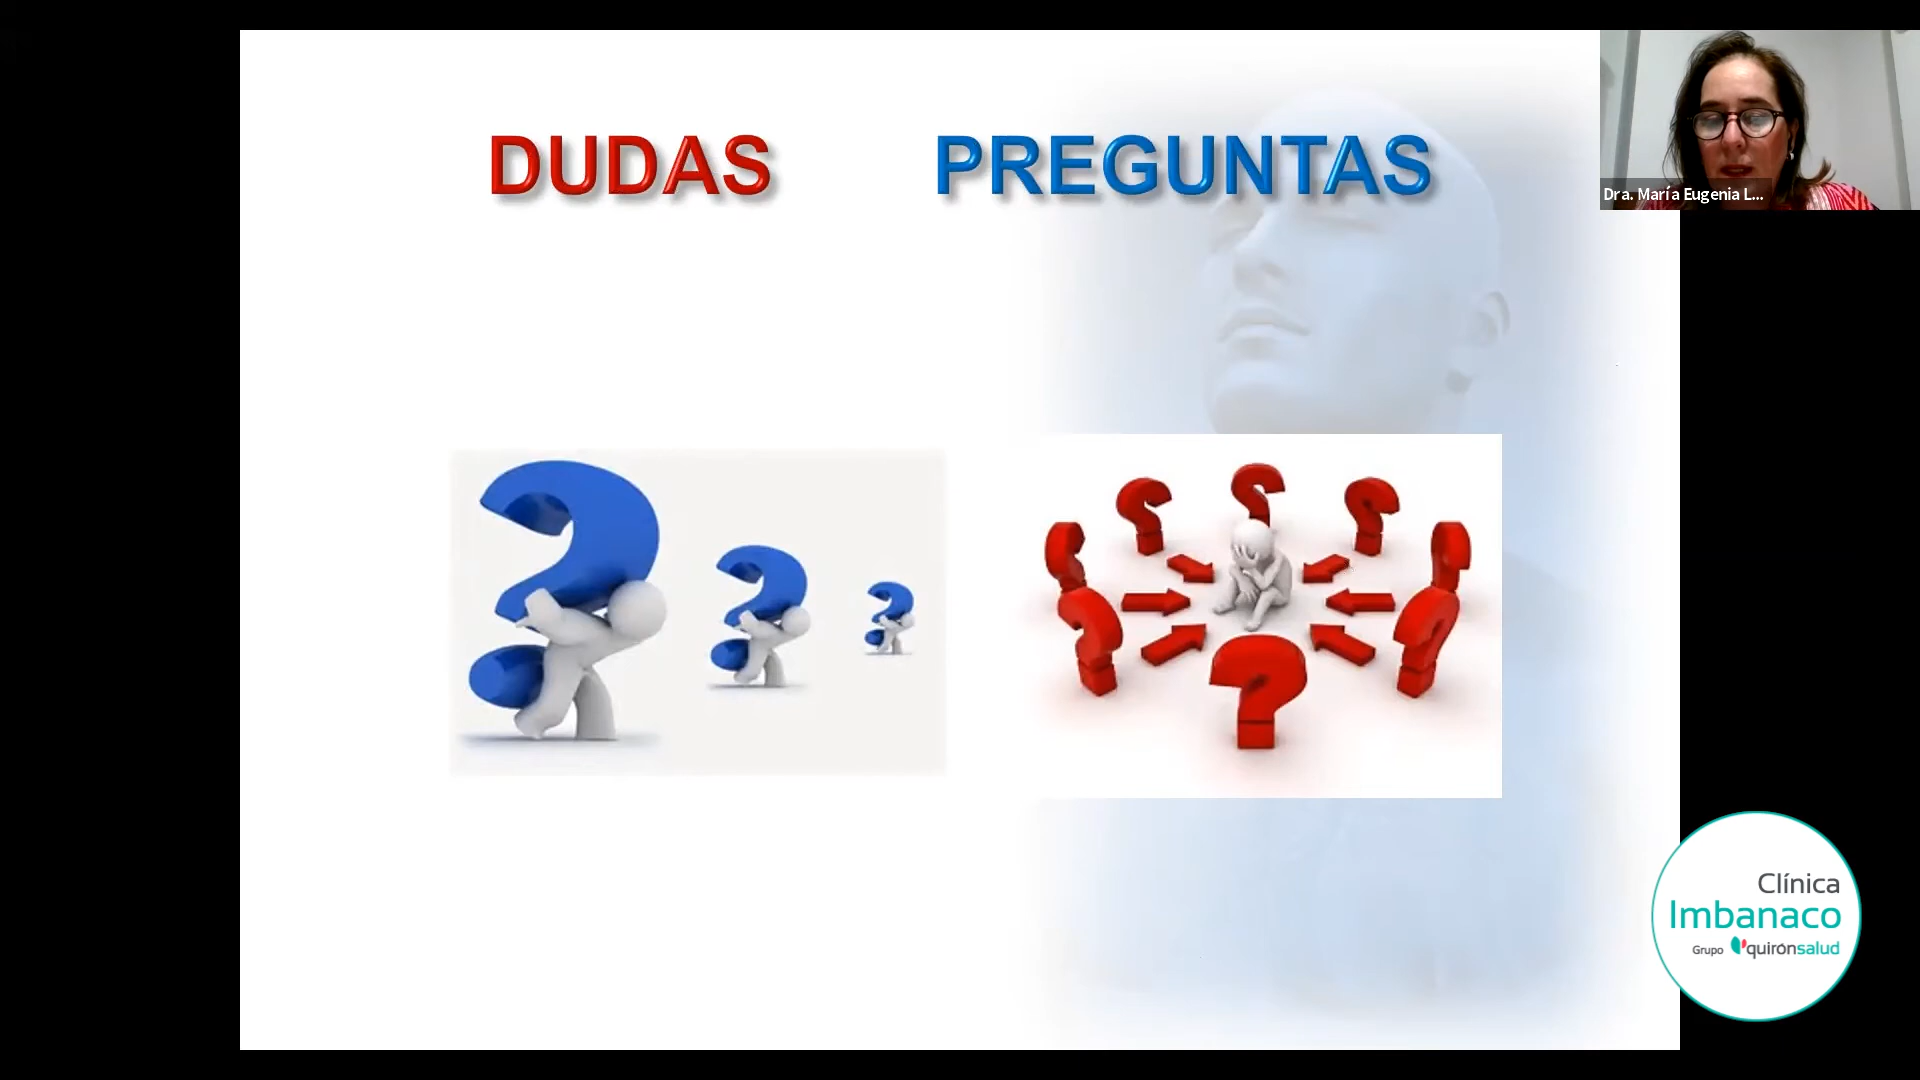 DUDAS PREGUNTAS
Dra. María Eugenia L...
Clínica
Imbanaco
Grupo quirónsalud